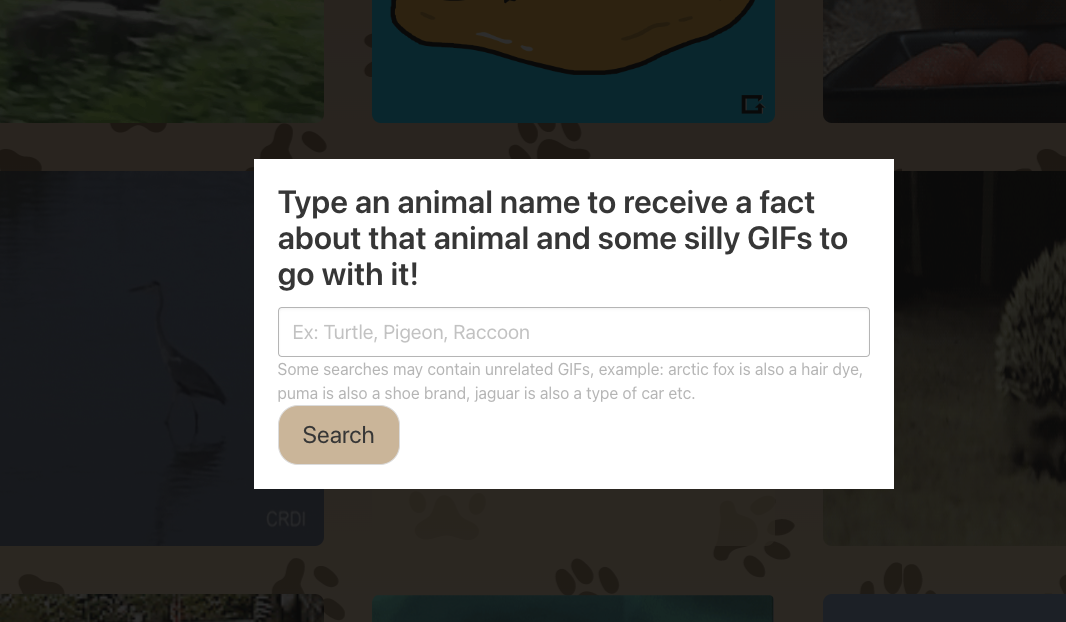 Type an animal name to receive a fact
about that animal and some silly GIFs to
go with it!
Ex: Turtle, Pigeon, Raccoon
Some searches may contain unrelated GIFs, example: arctic fox is also a hair dye,
puma is also a shoe brand, jaguar is also a type of car etc.
Search
CRDI